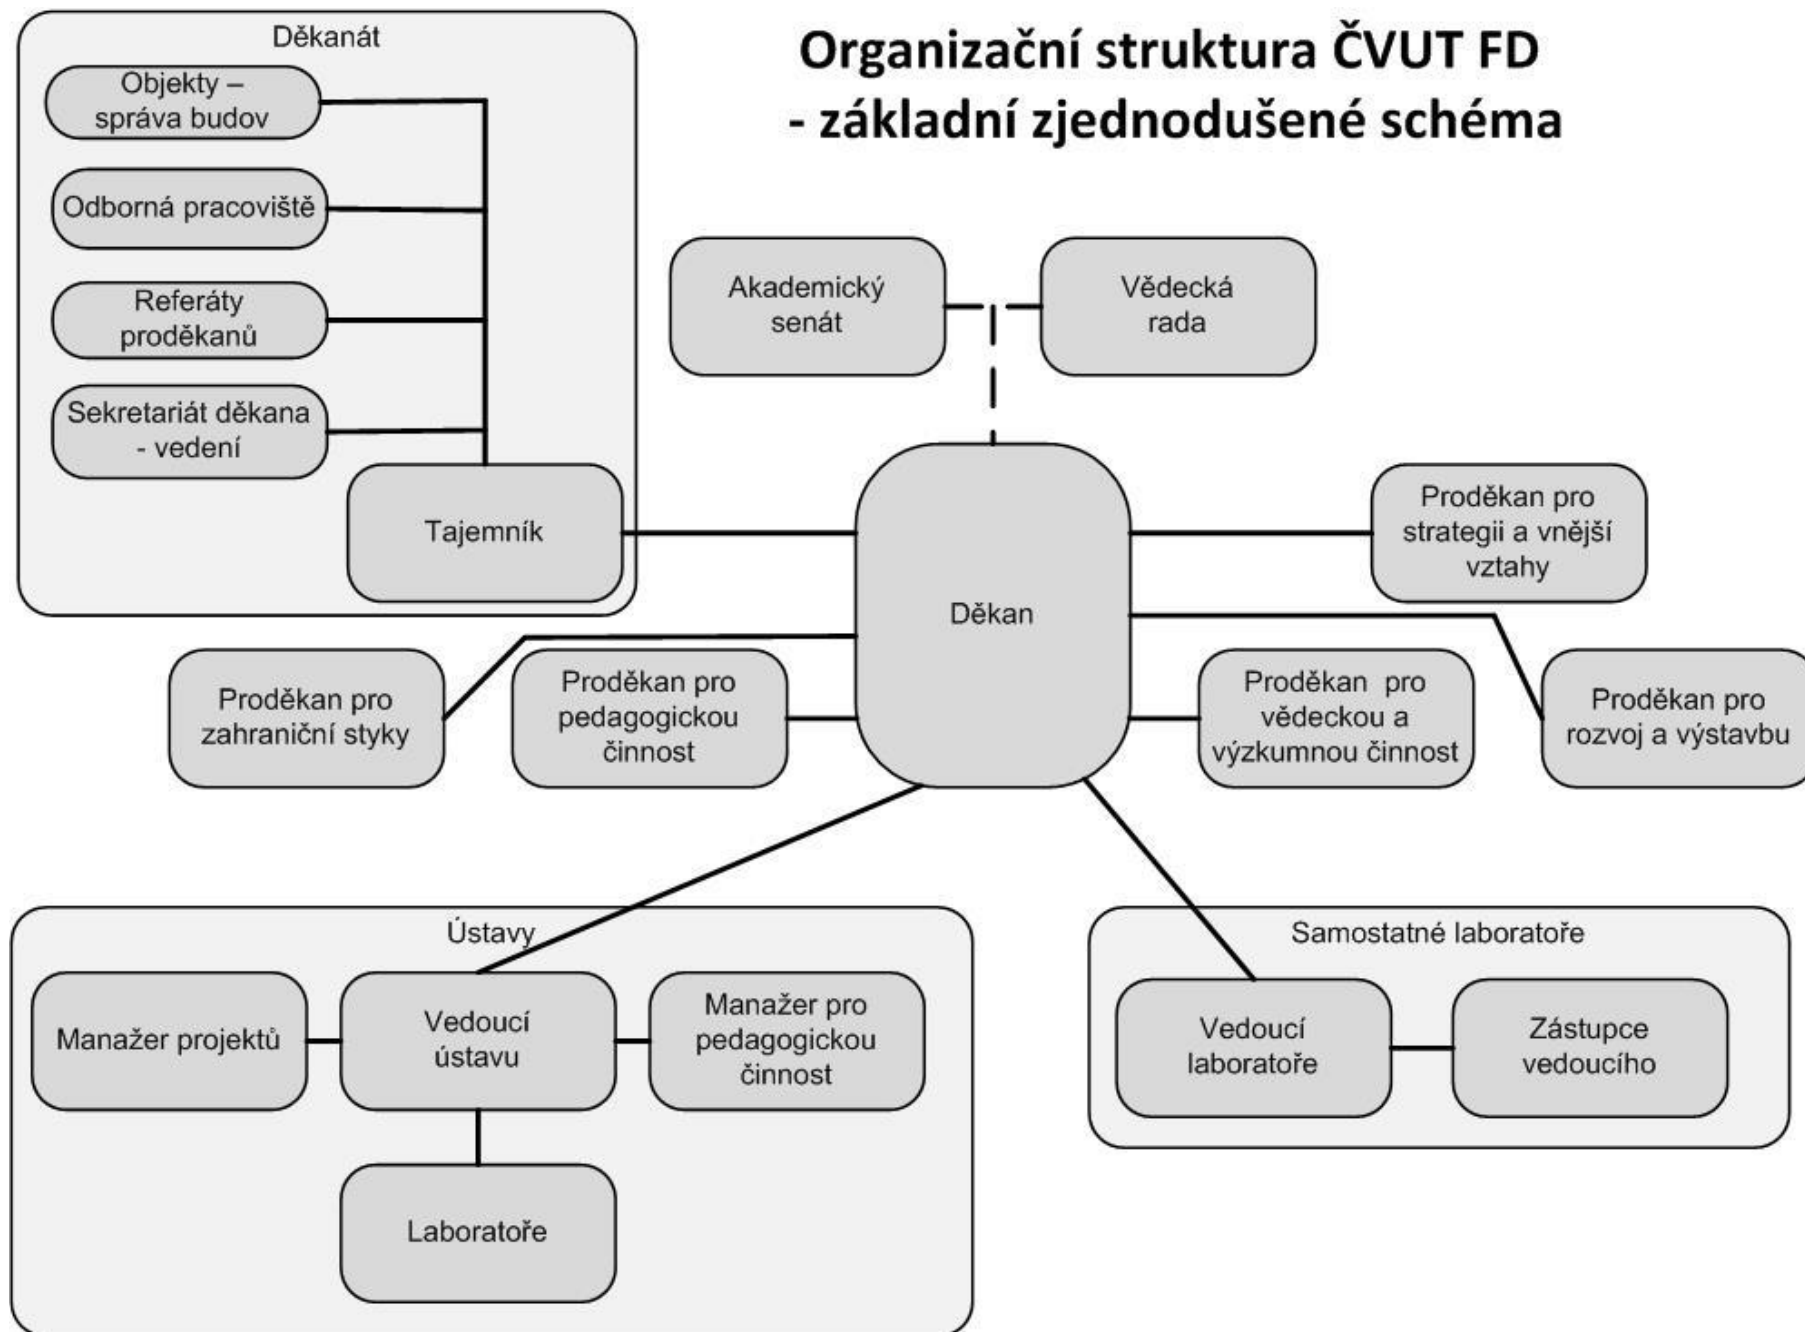 Organizační struktura ČVUT FD
- základní zjednodušené schéma
Děkanát
Objekty –
správa budov
Odborná pracoviště
Referáty
proděkanů
Sekretariát děkana
- vedení
Tajemník
Akademický
senát
Vědecká
rada
Děkan
Proděkan pro
strategii a vnější
vztahy
Proděkan pro
zahraniční styky
Proděkan pro
pedagogickou
činnost
Proděkan pro
vědeckou a
výzkumnou činnost
Proděkan pro
rozvoj a výstavbu
Ústavy
Manažer projektů
Vedoucí
ústavu
Manažer pro
pedagogickou
činnost
Laboratoře
Samostatné laboratoře
Vedoucí
laboratoře
Zástupce
vedoucího